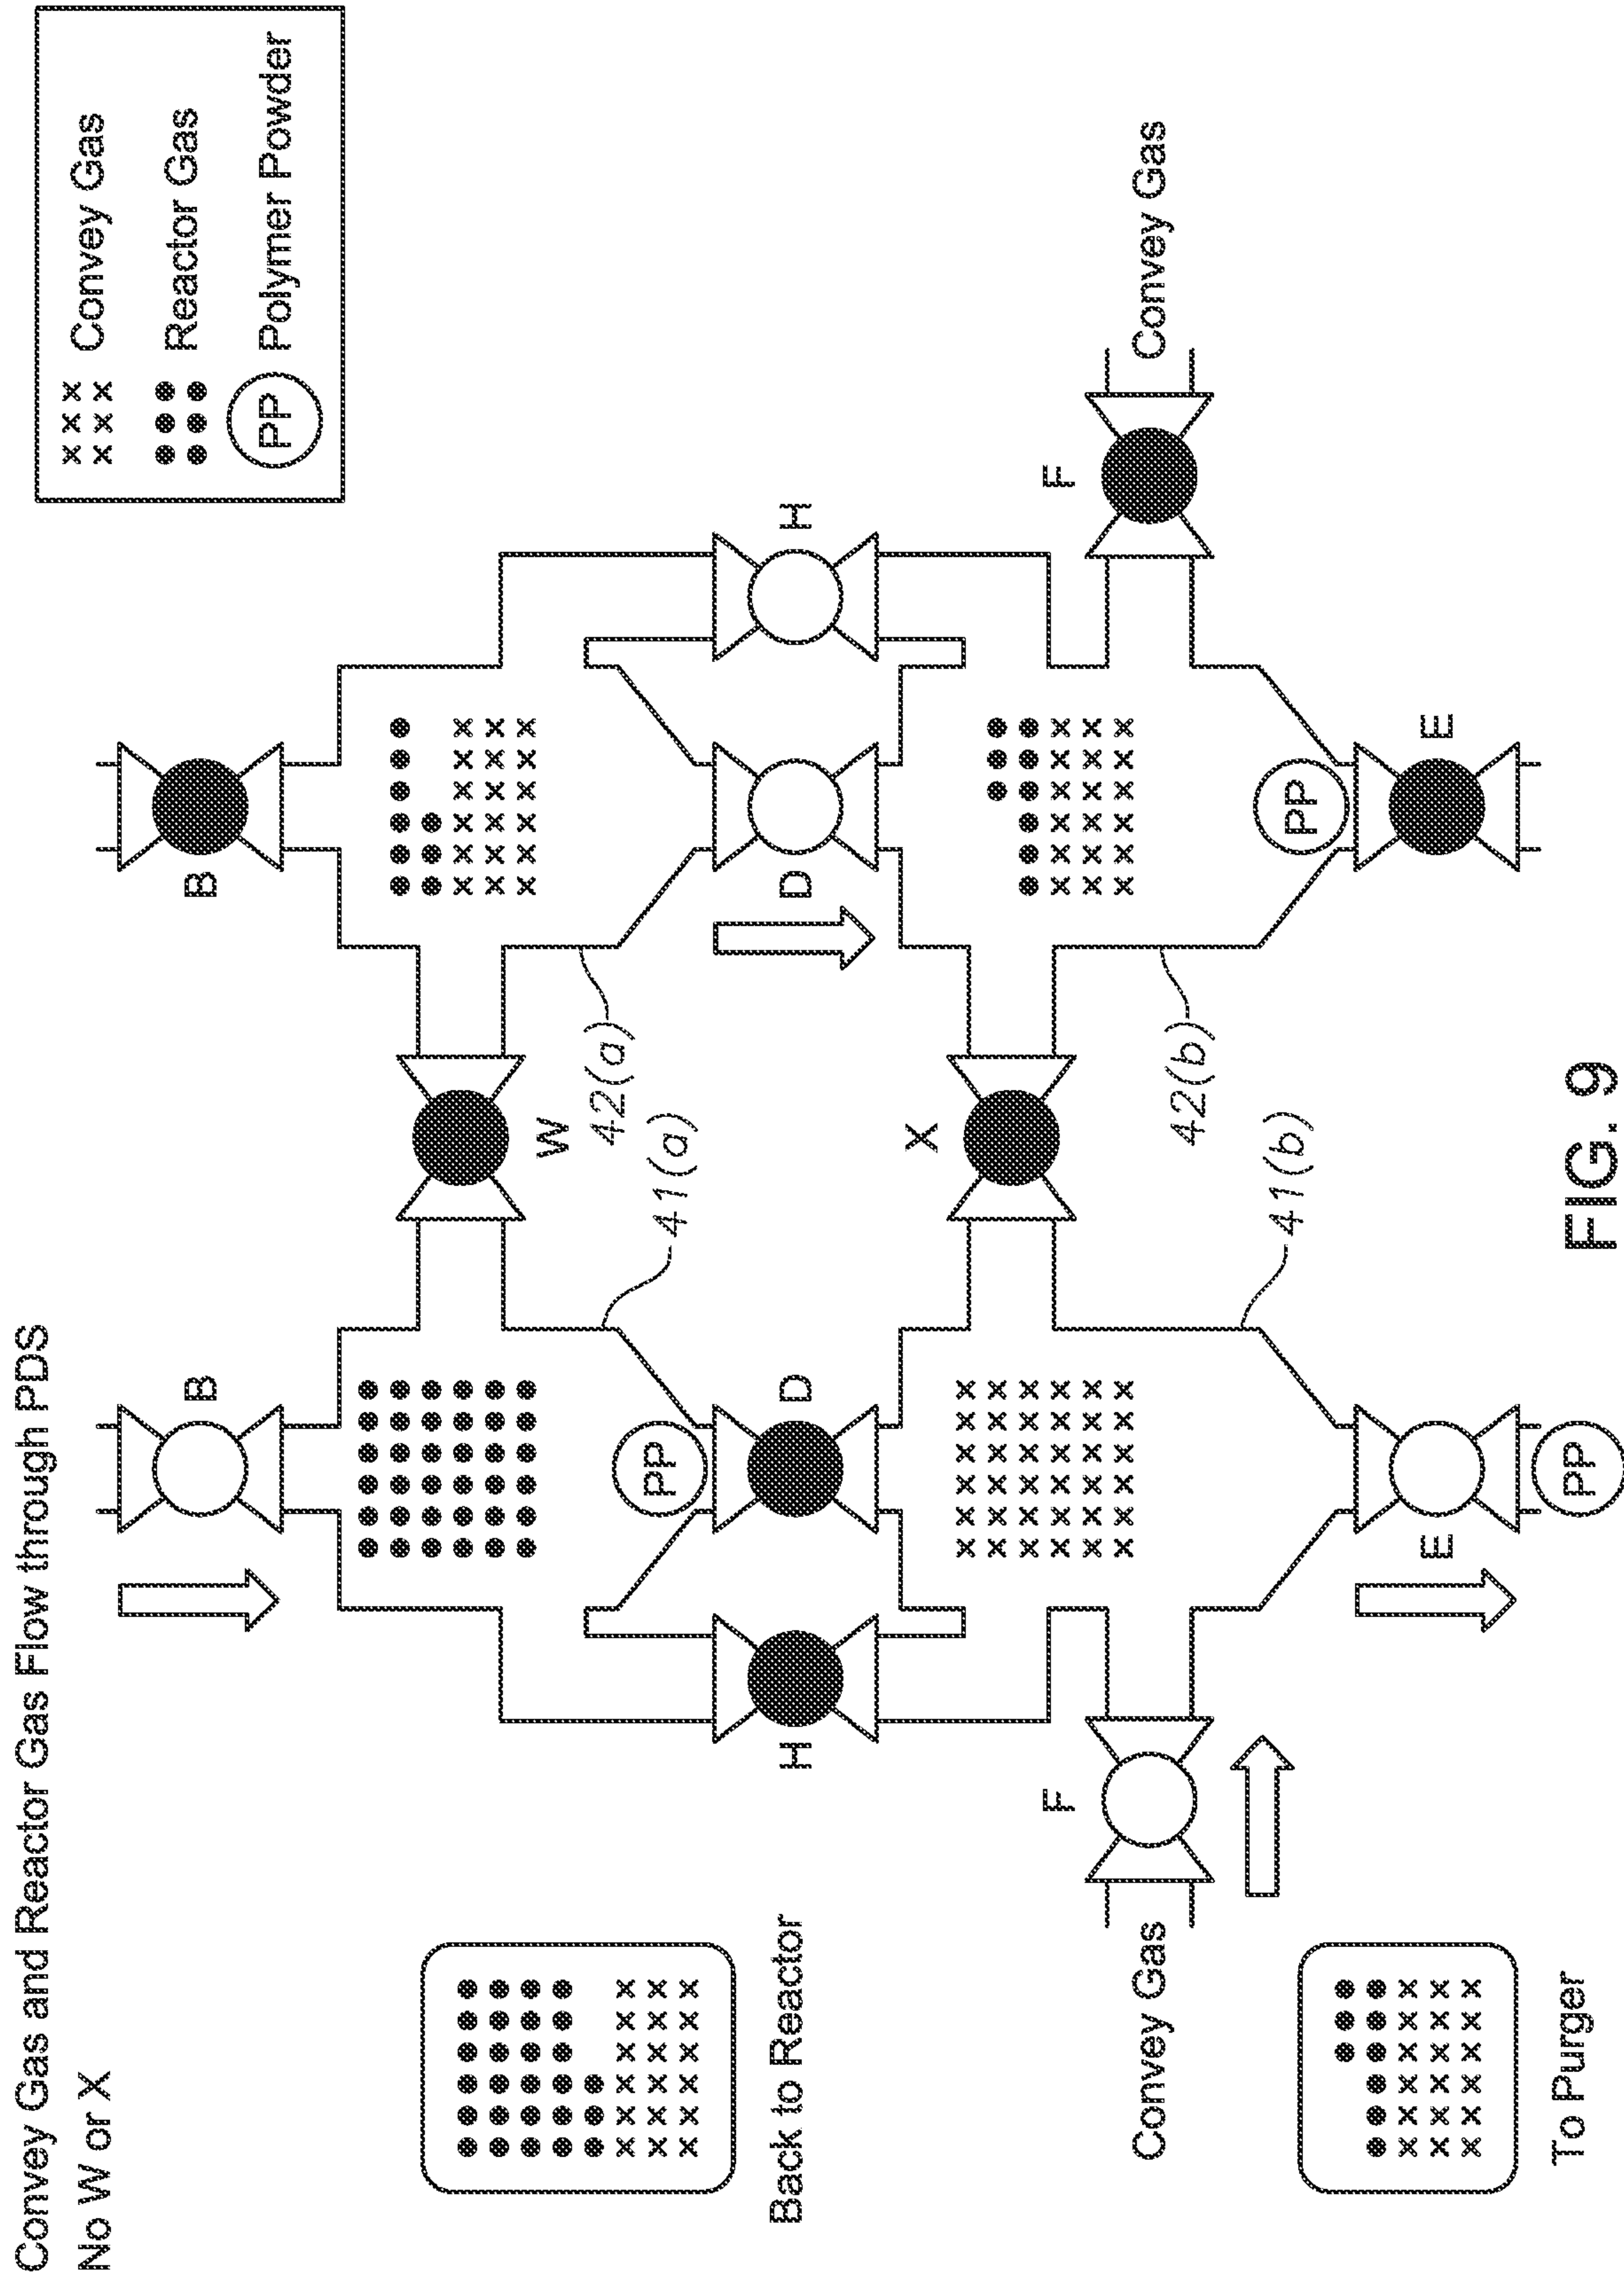 Convey Gas and Reactor Gas Flow through PDS
No W or X
Convey Gas
Reactor Gas
PP Polymer Powder
B
B
W
42(a)
41(a)
PP
H
D
D
H
Back to Reactor
X
F
F
Convey Gas
Convey Gas
42(b)
41(b)
PP
E
E
PP
To Purger
FIG. 9